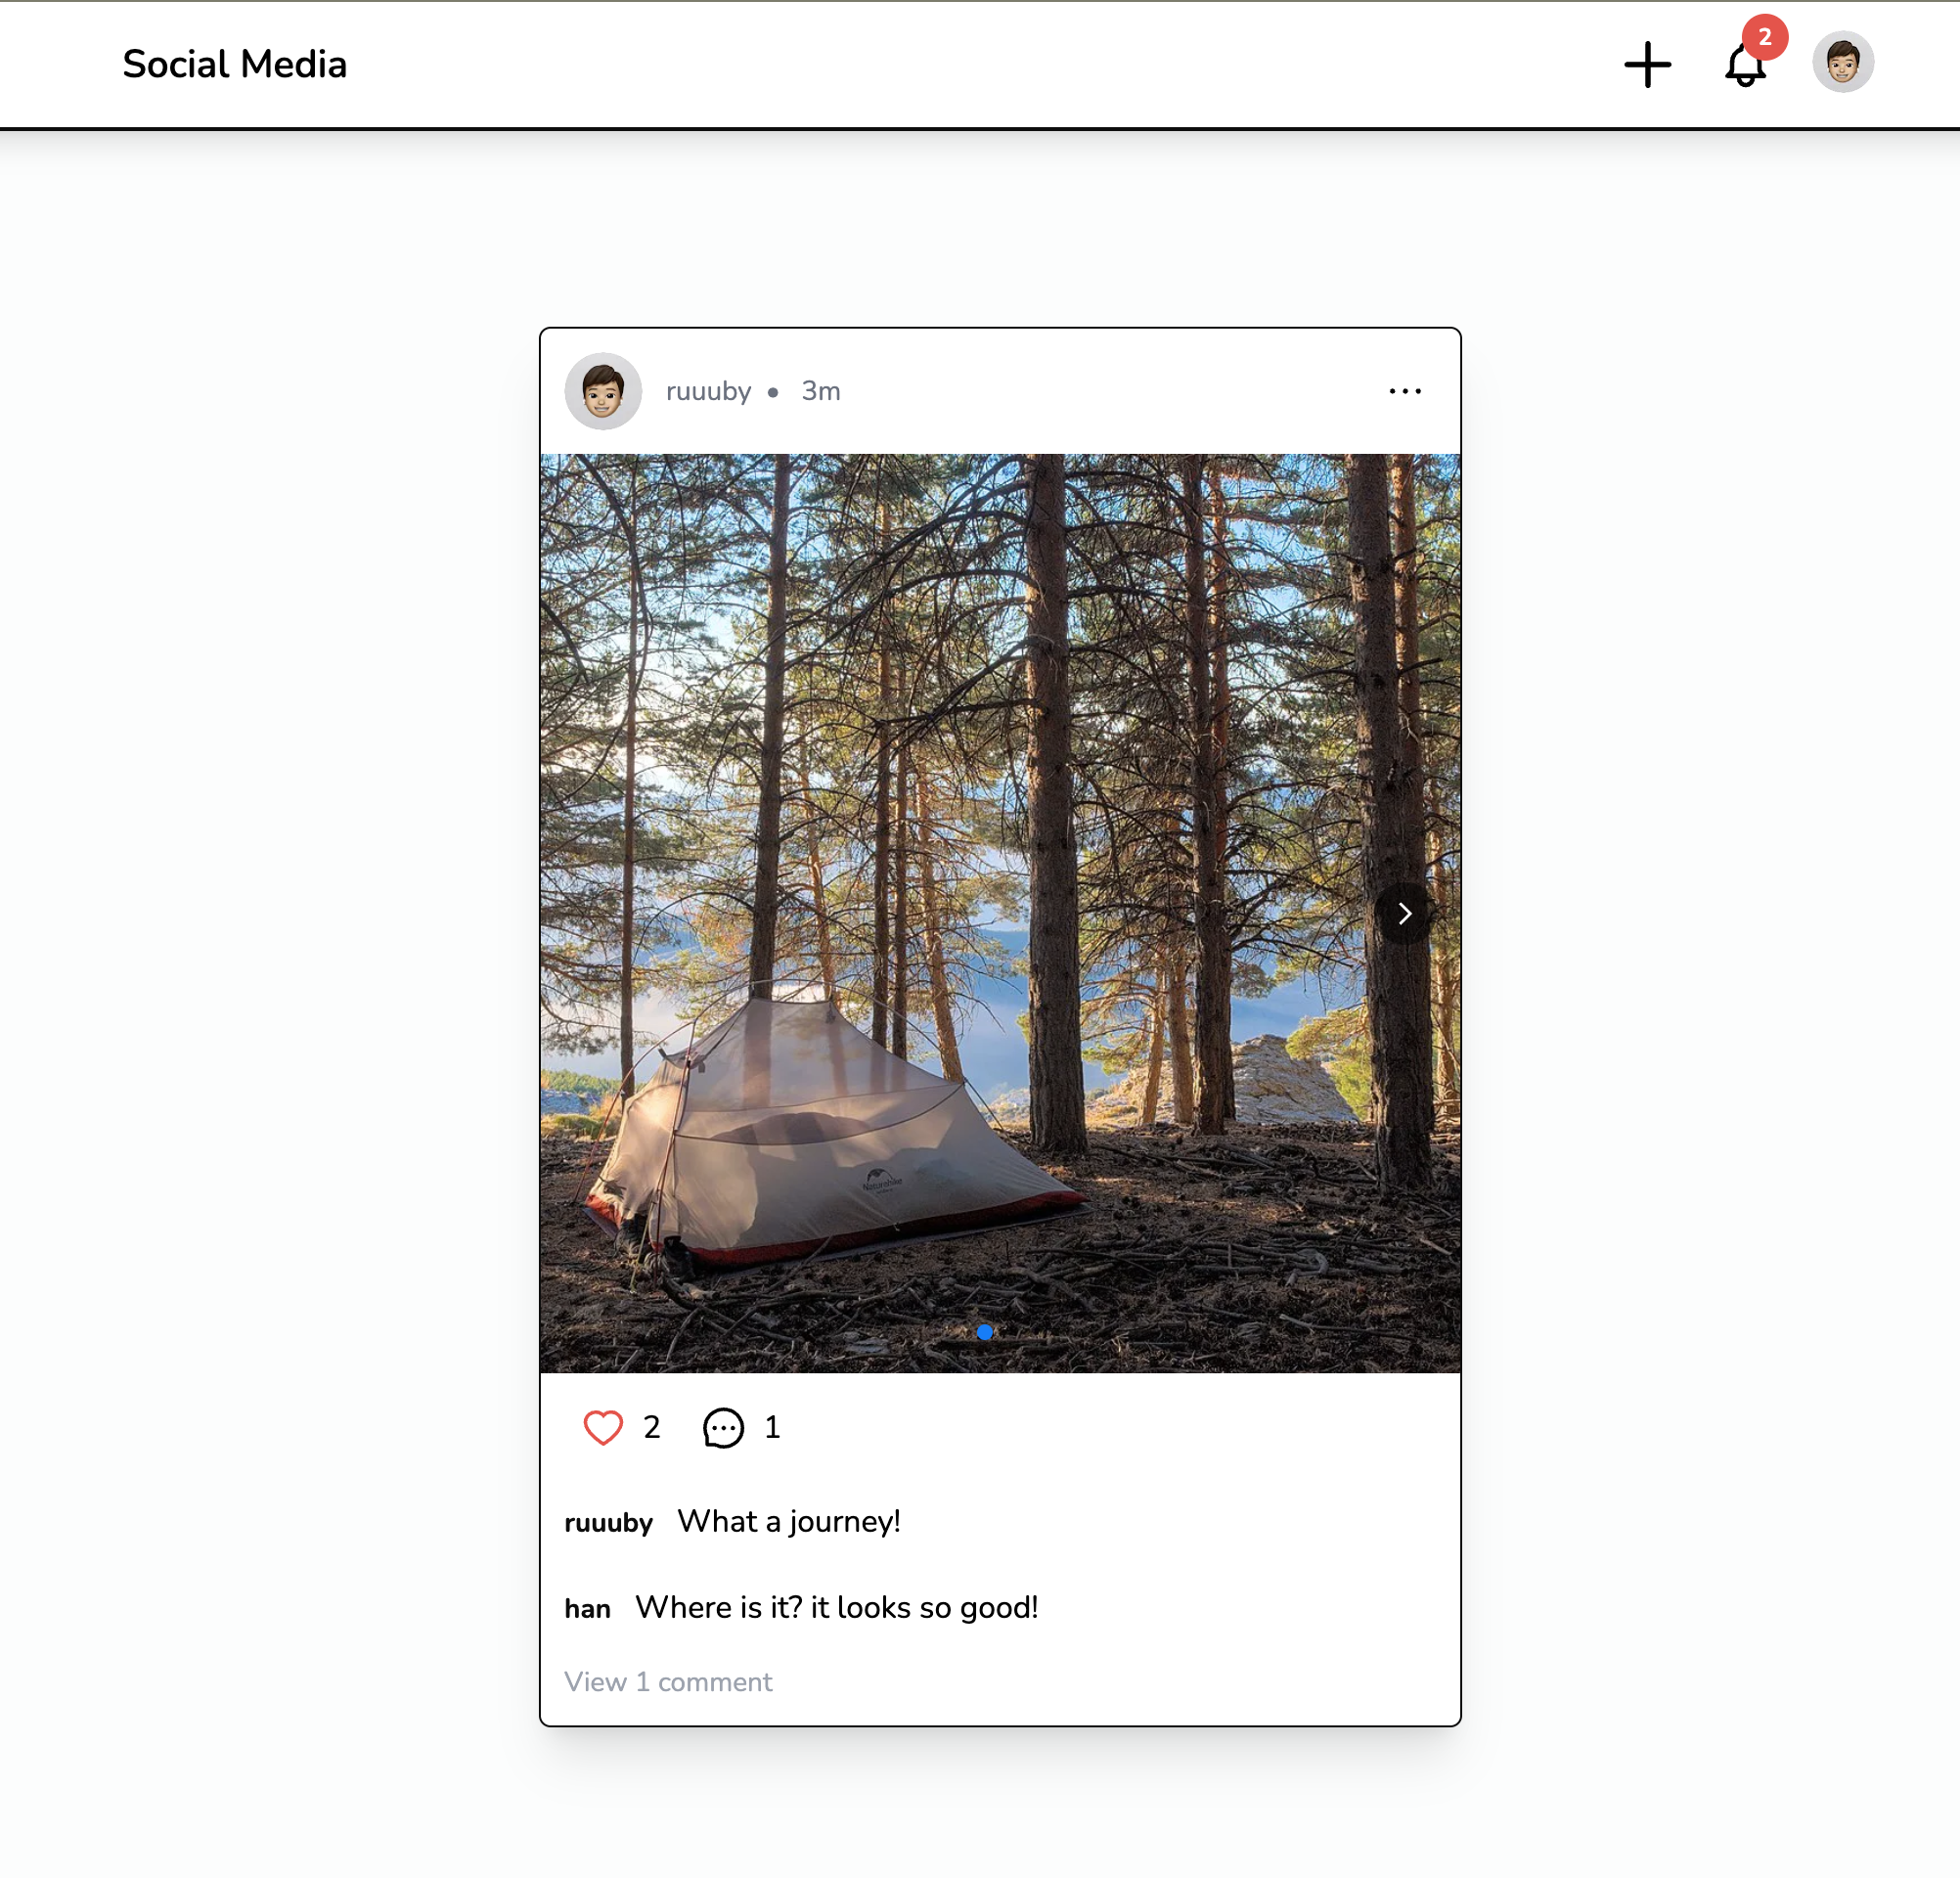 Social Media
2
ruuuby • 3m
Naturehike
2 1
ruuuby What a journey!
han Where is it? it looks so good!
View 1 comment